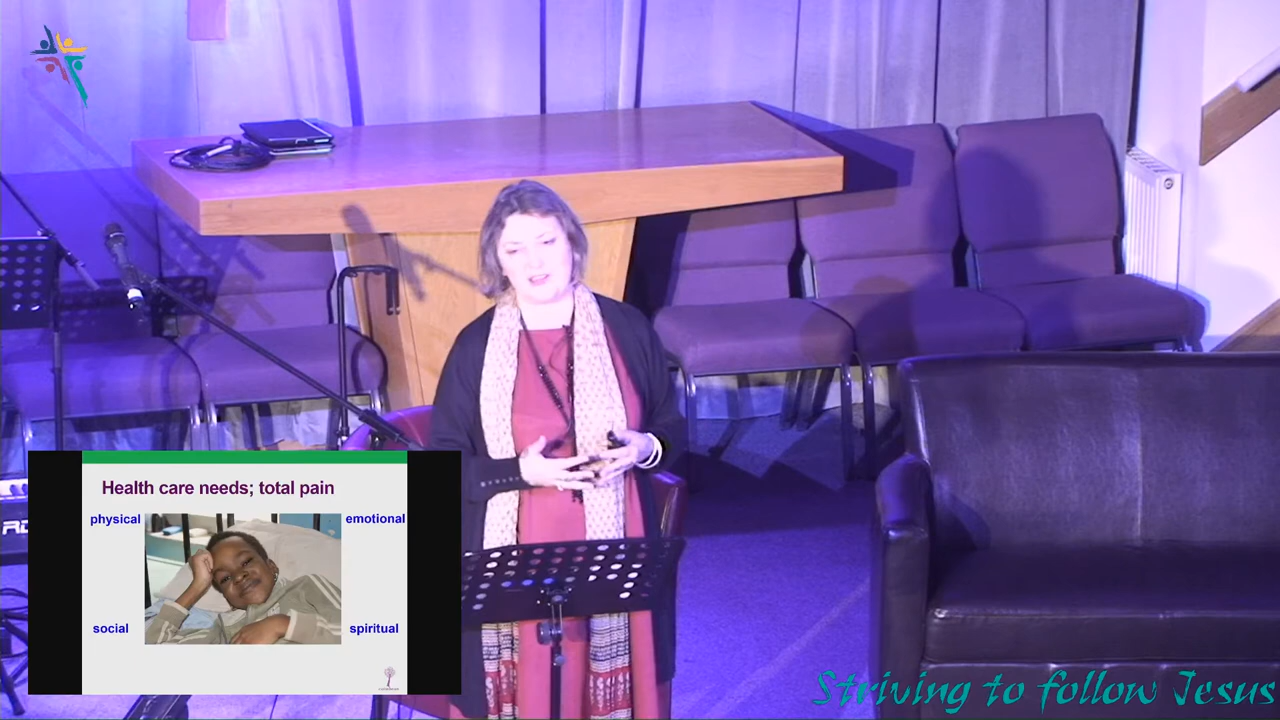 Health care needs; total pain
physical
emotional
social
spiritual
Striving to follow Jesus